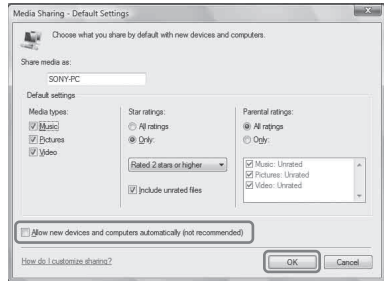 Media Sharing - Default Settings
Choose what you share by default with new devices and computers.
Share media as:
SONY-PC
Default settings
Media types:
Music
Pictures
Video
Star ratings:
All ratings
Only:
Rated 2 stars or higher
Include unrated files
Parental ratings:
All ratings
Only:
Music: Unrated
Pictures: Unrated
Video: Unrated
Allow new devices and computers automatically (not recommended)
How do I customize sharing?
OK
Cancel